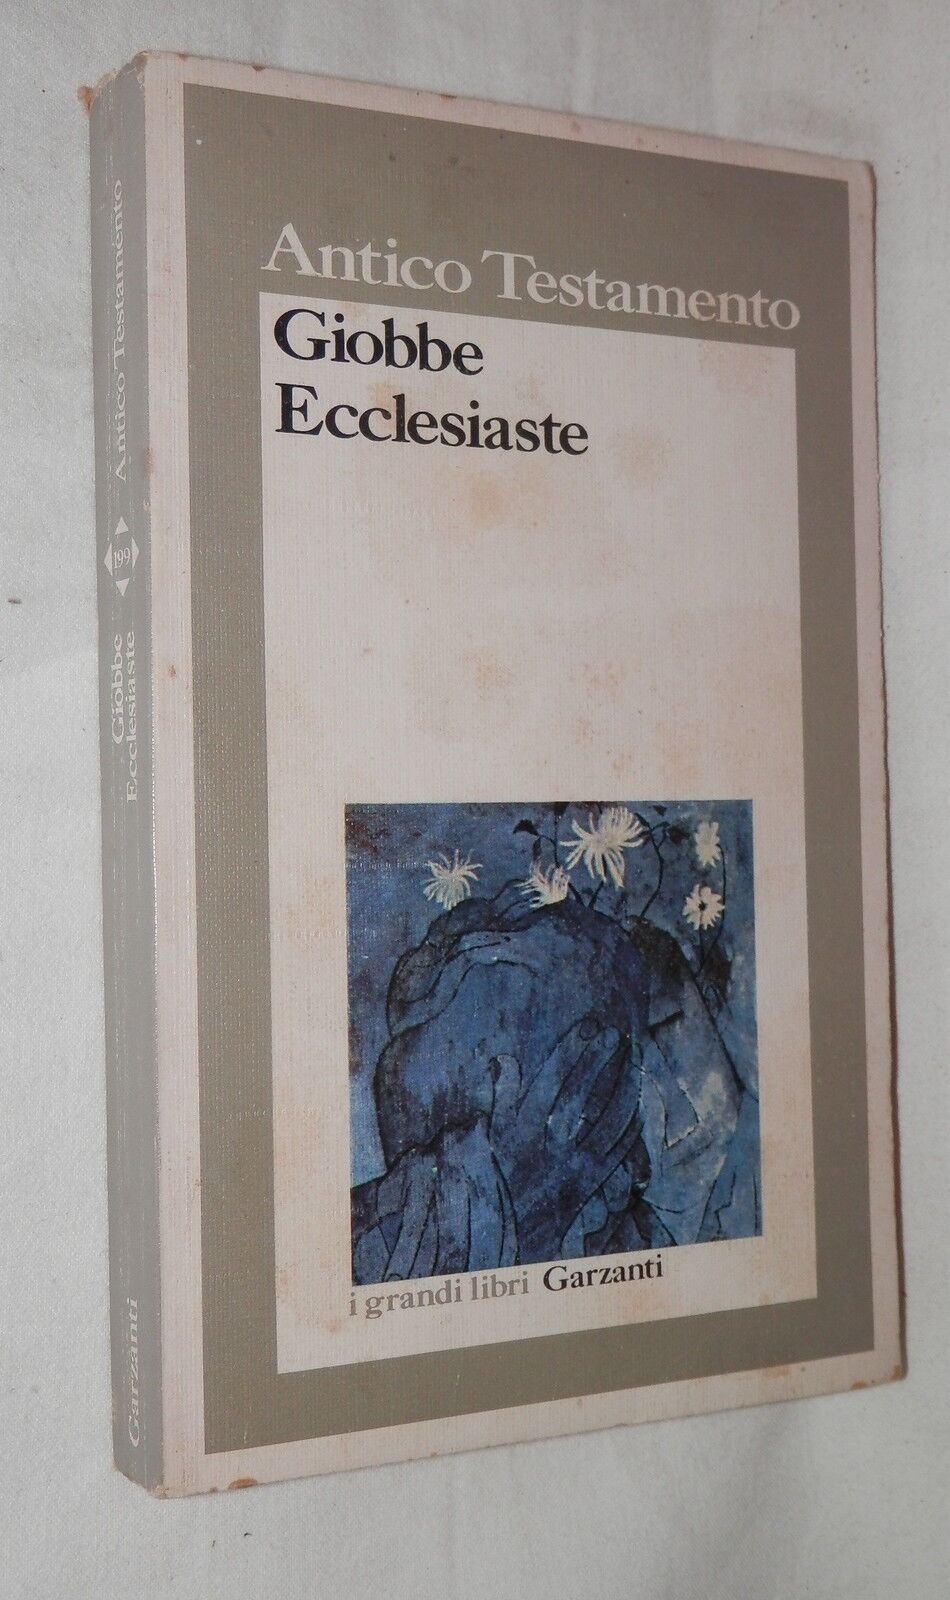 Antico Testamento
Giobbe
Ecclesiaste
i grandi libri Garzanti
Antico Testamento
199
Giobbe
Ecclesiaste
Garzanti